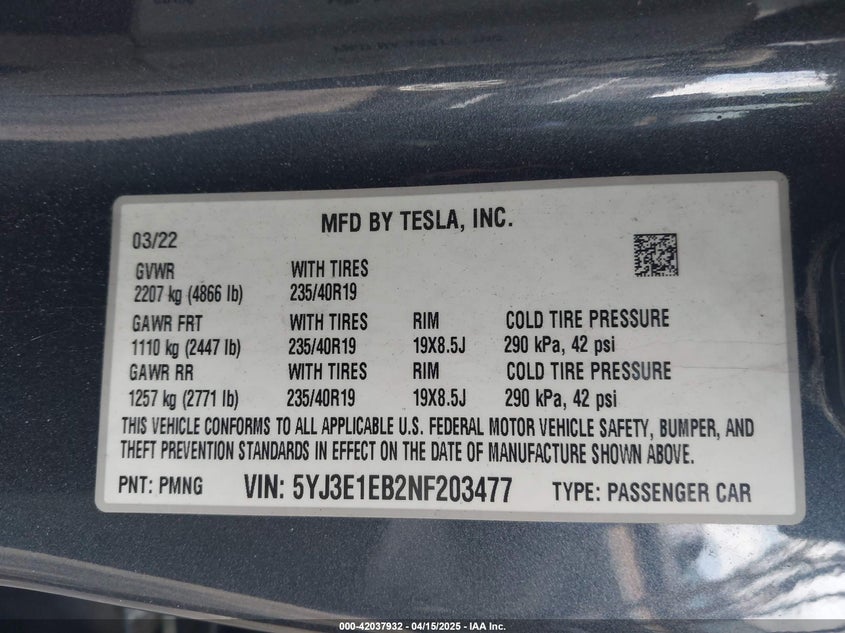 MFD BY TESLA, INC.
03/22
GVWR WITH TIRES
2207 kg (4866 lb) 235/40R19
GAWR FRT WITH TIRES RIM COLD TIRE PRESSURE
1110 kg (2447 lb) 235/40R19 19X8.5J 290 kPa, 42 psi
GAWR RR WITH TIRES RIM COLD TIRE PRESSURE
1257 kg (2771 lb) 235/40R19 19X8.5J 290 kPa, 42 psi
THIS VEHICLE CONFORMS TO ALL APPLICABLE U.S. FEDERAL MOTOR VEHICLE SAFETY, BUMPER, AND
THEFT PREVENTION STANDARDS IN EFFECT ON THE DATE OF MANUFACTURE SHOWN ABOVE.
PNT: PMNG VIN: 5YJ3E1EB2NF203477 TYPE: PASSENGER CAR
000-42037932 - 04/15/2025 - IAA Inc.